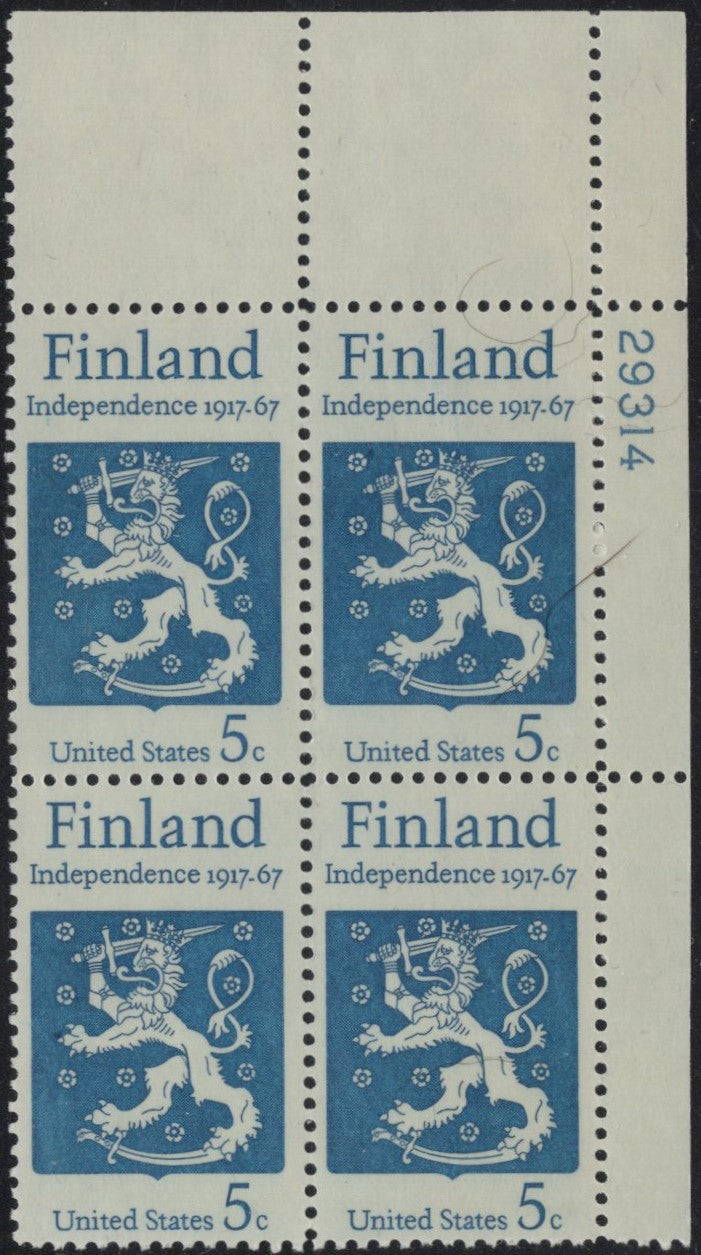 Finland
Independence 1917-67
United States 5c
Finland
Independence 1917-67
United States 5c
29314
Finland
Independence 1917-67
United States 5c
Finland
Independence 1917-67
United States 5c